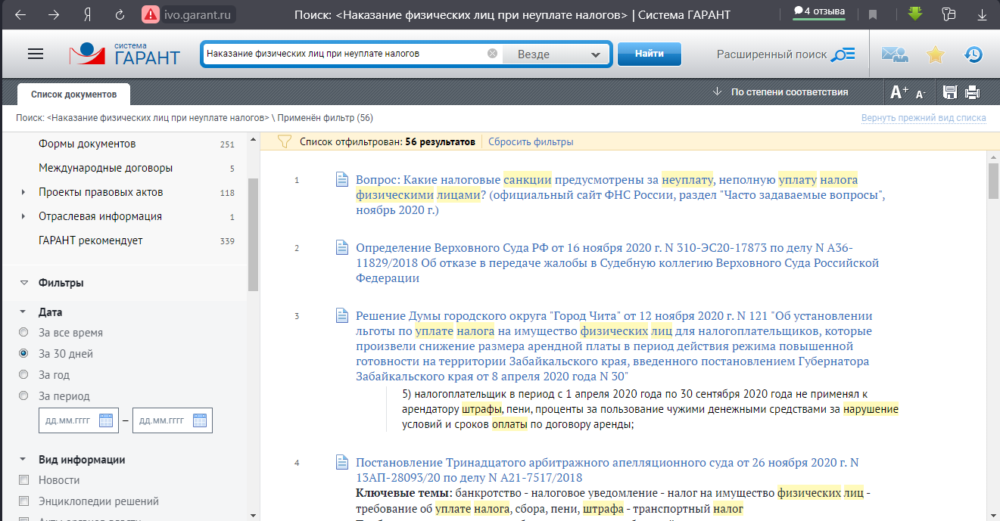 ivo.garant.ru
Поиск: <Наказание физических лиц при неуплате налогов> | Система ГАРАНТ
4 отзыва
система
ГАРАНТ
Наказание физических лиц при неуплате налогов
Везде
Найти
Расширенный поиск
Список документов
По степени соответствия
A+ A-
Поиск: <Наказание физических лиц при неуплате налогов> \ Применён фильтр (56)
Вернуть прежний вид списка
Формы документов 251
Международные договоры 5
Проекты правовых актов 118
Отраслевая информация 1
ГАРАНТ рекомендует 339
Фильтры
Дата
За все время
За 30 дней
За год
За период
ДД.ММ.ГГГГ – ДД.ММ.ГГГГ
Вид информации
Новости
Энциклопедии решений
Список отфильтрован: 56 результатов Сбросить фильтры
1
Вопрос: Какие налоговые санкции предусмотрены за неуплату, неполную уплату налога
физическими лицами? (официальный сайт ФНС России, раздел "Часто задаваемые вопросы",
ноябрь 2020 г.)
2
Определение Верховного Суда РФ от 16 ноября 2020 г. N 310-ЭС20-17873 по делу N А36-
11829/2018 Об отказе в передаче жалобы в Судебную коллегию Верховного Суда Российской
Федерации
3
Решение Думы городского округа "Город Чита" от 12 ноября 2020 г. N 121 "Об установлении
льготы по уплате налога на имущество физических лиц для налогоплательщиков, которые
произвели снижение размера арендной платы в период действия режима повышенной
готовности на территории Забайкальского края, введенного постановлением Губернатора
Забайкальского края от 8 апреля 2020 года N 30"
5) налогоплательщик в период с 1 апреля 2020 года по 30 сентября 2020 года не применял к
арендатору штрафы, пени, проценты за пользование чужими денежными средствами за нарушение
условий и сроков оплаты по договору аренды;
4
Постановление Тринадцатого арбитражного апелляционного суда от 26 ноября 2020 г. N
13АП-28093/20 по делу N А21-7517/2018
Ключевые темы: банкротство - налоговое уведомление - налог на имущество физических лиц -
требование об уплате налога, сбора, пени, штрафа - транспортный налог